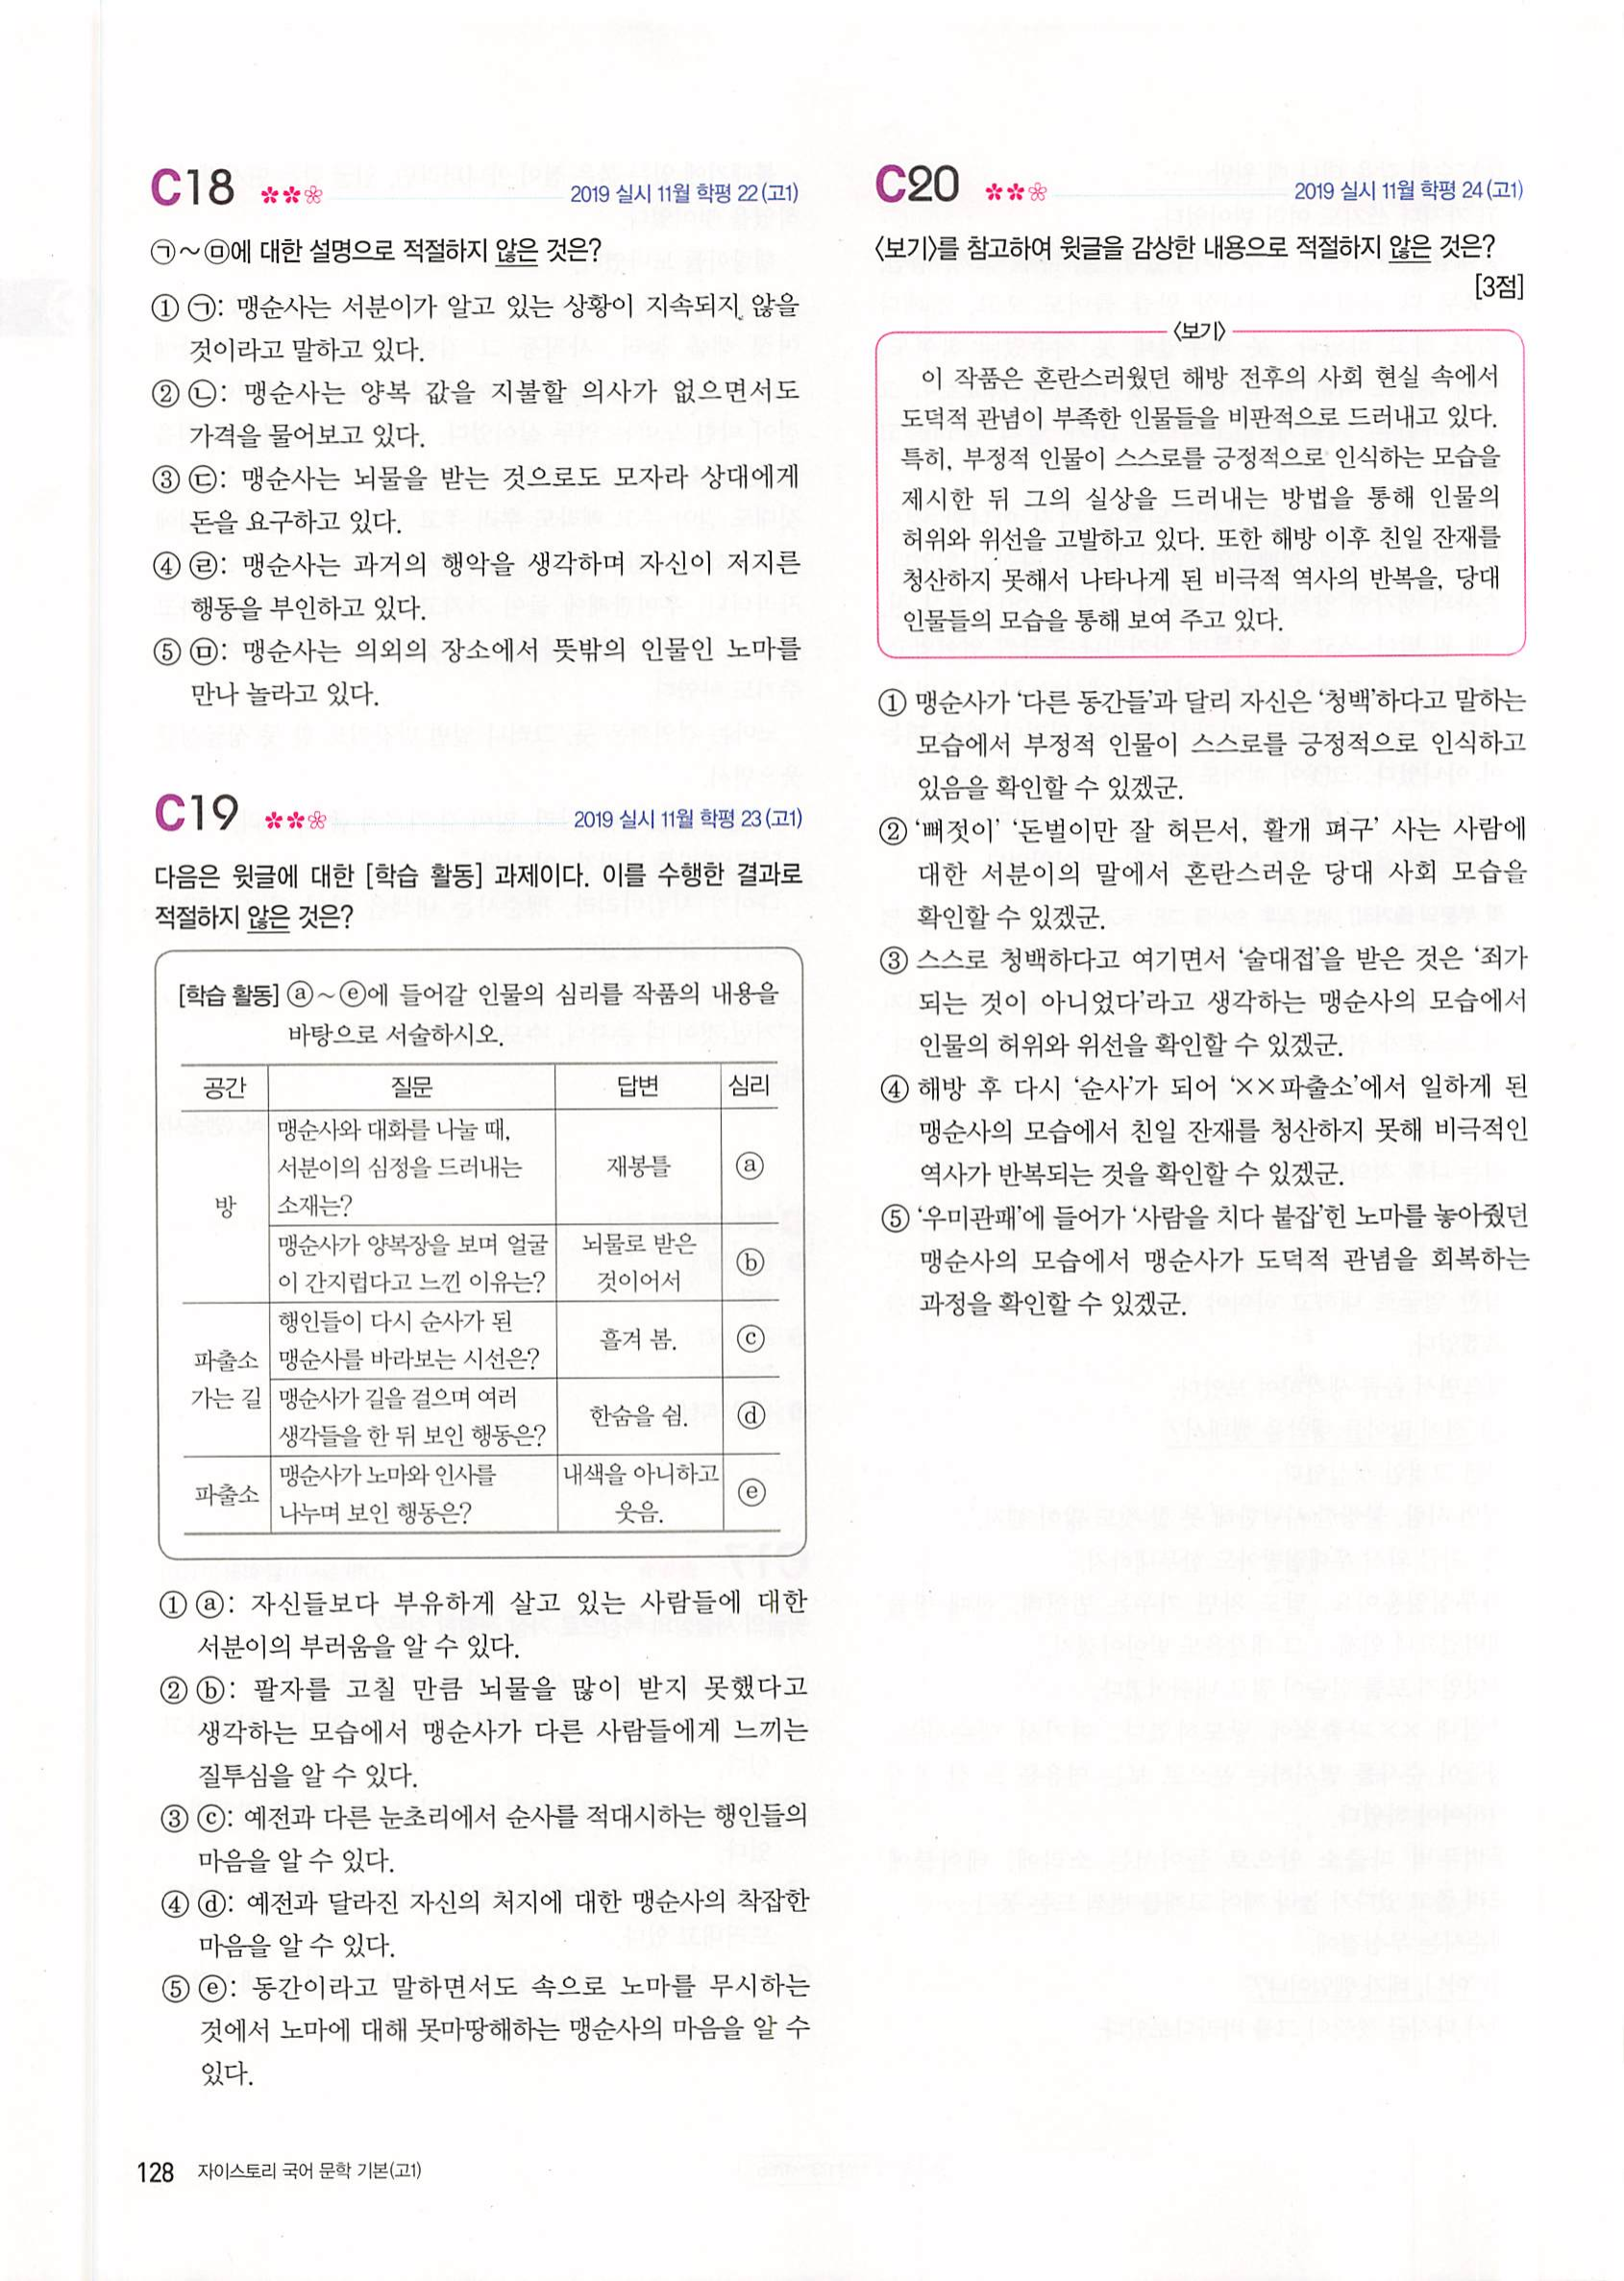 C18 2019 실시 11월 학평 22(고1)
㉠~㉤에 대한 설명으로 적절하지 않은 것은?
① ㉠: 맹순사는 서분이가 알고 있는 상황이 지속되지 않을
것이라고 말하고 있다.
② ㉡: 맹순사는 양복 값을 지불할 의사가 없으면서도
가격을 물어보고 있다.
③ ㉢: 맹순사는 뇌물을 받는 것으로도 모자라 상대에게
돈을 요구하고 있다.
④ ㉣: 맹순사는 과거의 행악을 생각하며 자신이 저지른
행동을 부인하고 있다.
⑤ ㉤: 맹순사는 의외의 장소에서 뜻밖의 인물인 노마를
만나 놀라고 있다.
C19 2019 실시 11월 학평 23(고1)
다음은 윗글에 대한 [학습 활동] 과제이다. 이를 수행한 결과로
적절하지 않은 것은?
[학습 활동] ⓐ~ⓔ에 들어갈 인물의 심리를 작품의 내용을
바탕으로 서술하시오.
공간 질문 답변 심리
방
맹순사와 대화를 나눌 때,
서분이의 심정을 드러내는
소재는?
재봉틀 ⓐ
맹순사가 양복장을 보며 얼굴
이 간지럽다고 느낀 이유는?
뇌물로 받은
것이어서
ⓑ
파출소
가는 길
행인들이 다시 순사가 된
맹순사를 바라보는 시선은?
흘겨 봄. ⓒ
맹순사가 길을 걸으며 여러
생각들을 한 뒤 보인 행동은?
한숨을 쉼. ⓓ
파출소
맹순사가 노마와 인사를
나누며 보인 행동은?
내색을 아니하고
웃음.
ⓔ
① ⓐ: 자신들보다 부유하게 살고 있는 사람들에 대한
서분이의 부러움을 알 수 있다.
② ⓑ: 팔자를 고칠 만큼 뇌물을 많이 받지 못했다고
생각하는 모습에서 맹순사가 다른 사람들에게 느끼는
질투심을 알 수 있다.
③ ⓒ: 예전과 다른 눈초리에서 순사를 적대시하는 행인들의
마음을 알 수 있다.
④ ⓓ: 예전과 달라진 자신의 처지에 대한 맹순사의 착잡한
마음을 알 수 있다.
⑤ ⓔ: 동간이라고 말하면서도 속으로 노마를 무시하는
것에서 노마에 대해 못마땅해하는 맹순사의 마음을 알 수
있다.
C20 2019 실시 11월 학평 24(고1)
<보기>를 참고하여 윗글을 감상한 내용으로 적절하지 않은 것은?
[3점]
<보기>
이 작품은 혼란스러웠던 해방 전후의 사회 현실 속에서
도덕적 관념이 부족한 인물들을 비판적으로 드러내고 있다.
특히, 부정적 인물이 스스로를 긍정적으로 인식하는 모습을
제시한 뒤 그의 실상을 드러내는 방법을 통해 인물의
허위와 위선을 고발하고 있다. 또한 해방 이후 친일 잔재를
청산하지 못해서 나타나게 된 비극적 역사의 반복을, 당대
인물들의 모습을 통해 보여 주고 있다.
① 맹순사가 ‘다른 동간들’과 달리 자신은 ‘청백’하다고 말하는
모습에서 부정적 인물이 스스로를 긍정적으로 인식하고
있음을 확인할 수 있겠군.
② ‘뻐젓이’ ‘돈벌이만 잘 허믄서, 활개 펴구’ 사는 사람에
대한 서분이의 말에서 혼란스러운 당대 사회 모습을
확인할 수 있겠군.
③ 스스로 청백하다고 여기면서 ‘술대접’을 받은 것은 ‘죄가
되는 것이 아니었다’라고 생각하는 맹순사의 모습에서
인물의 허위와 위선을 확인할 수 있겠군.
④ 해방 후 다시 ‘순사’가 되어 ‘××파출소’에서 일하게 된
맹순사의 모습에서 친일 잔재를 청산하지 못해 비극적인
역사가 반복되는 것을 확인할 수 있겠군.
⑤ ‘우미관패’에 들어가 ‘사람을 치다 붙잡’힌 노마를 놓아줬던
맹순사의 모습에서 맹순사가 도덕적 관념을 회복하는
과정을 확인할 수 있겠군.
128 자이스토리 국어 문학 기본(고1)